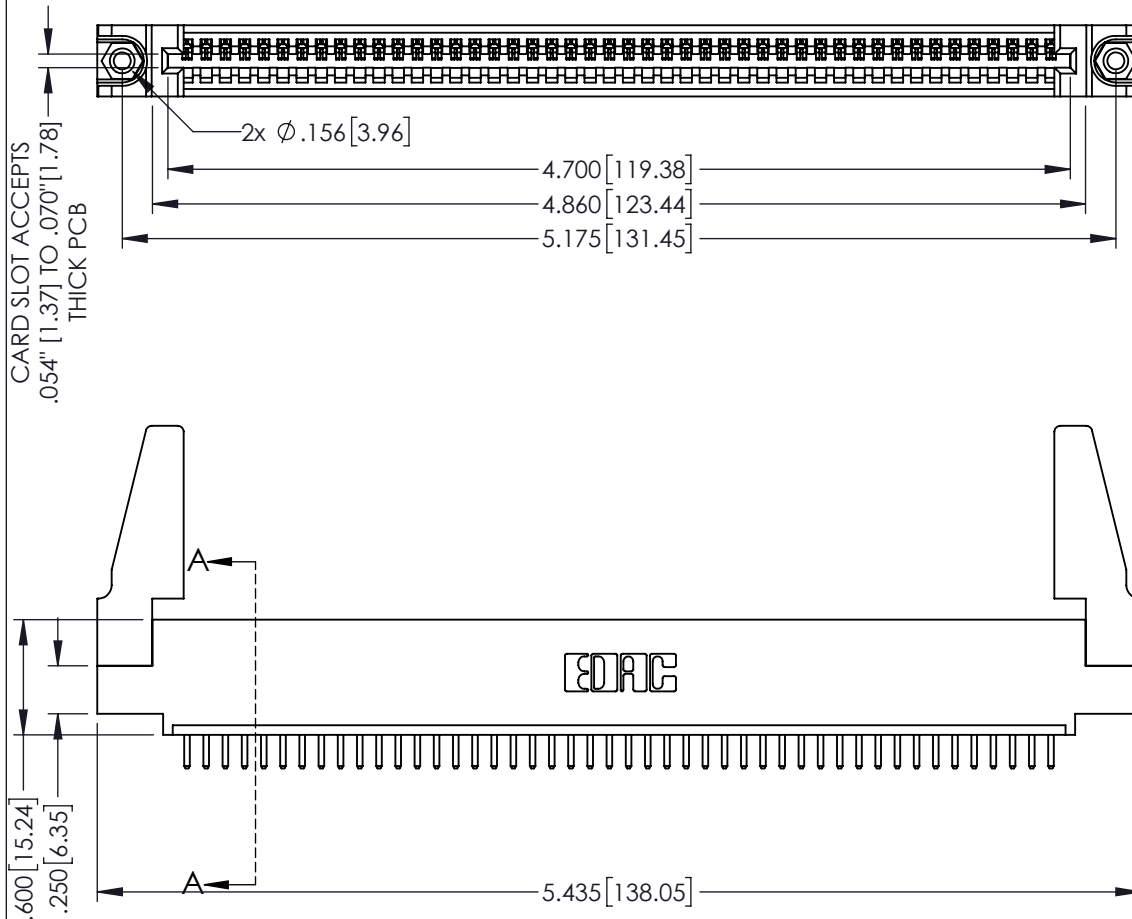 2x Ø.156[3.96]
4.700[119.38]
4.860[123.44]
5.175[131.45]
CARD SLOT ACCEPTS
.054" [1.37] TO .070"[1.78]
THICK PCB
A
EDAC
.600[15.24]
.250[6.35]
A
5.435[138.05]